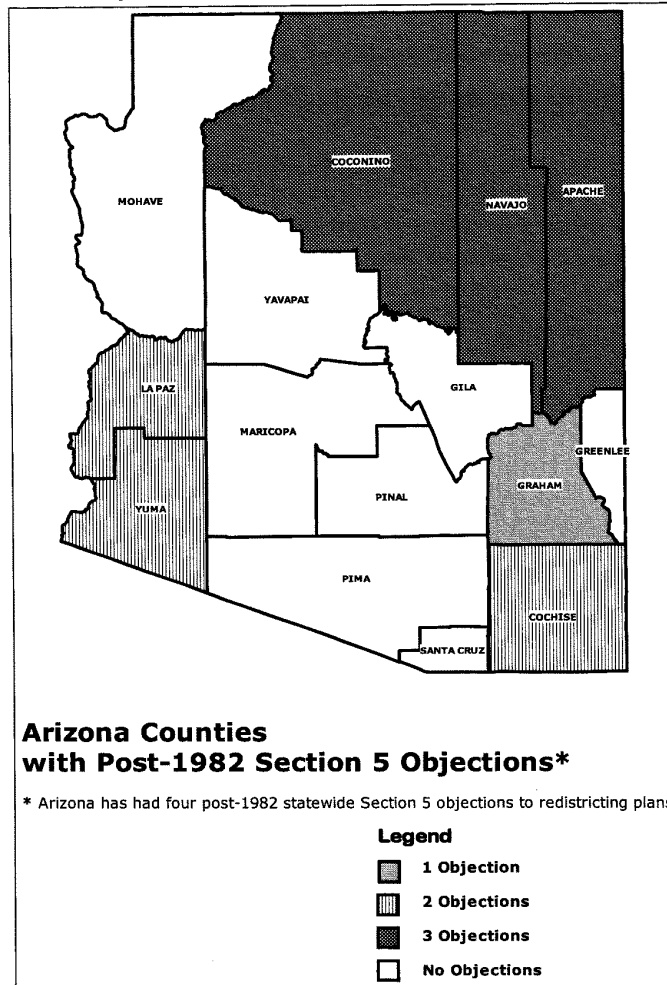 COCONINO
APACHE
MOHAVE
NAVAJO
YAVAPAI
LA PAZ
GILA
MARICOPA
GREENLEE
GRAHAM
PINAL
YUMA
PIMA
COCHISE
SANTA CRUZ
Arizona Counties
with Post-1982 Section 5 Objections*
* Arizona has had four post-1982 statewide Section 5 objections to redistricting plans
Legend
1 Objection
2 Objections
3 Objections
No Objections